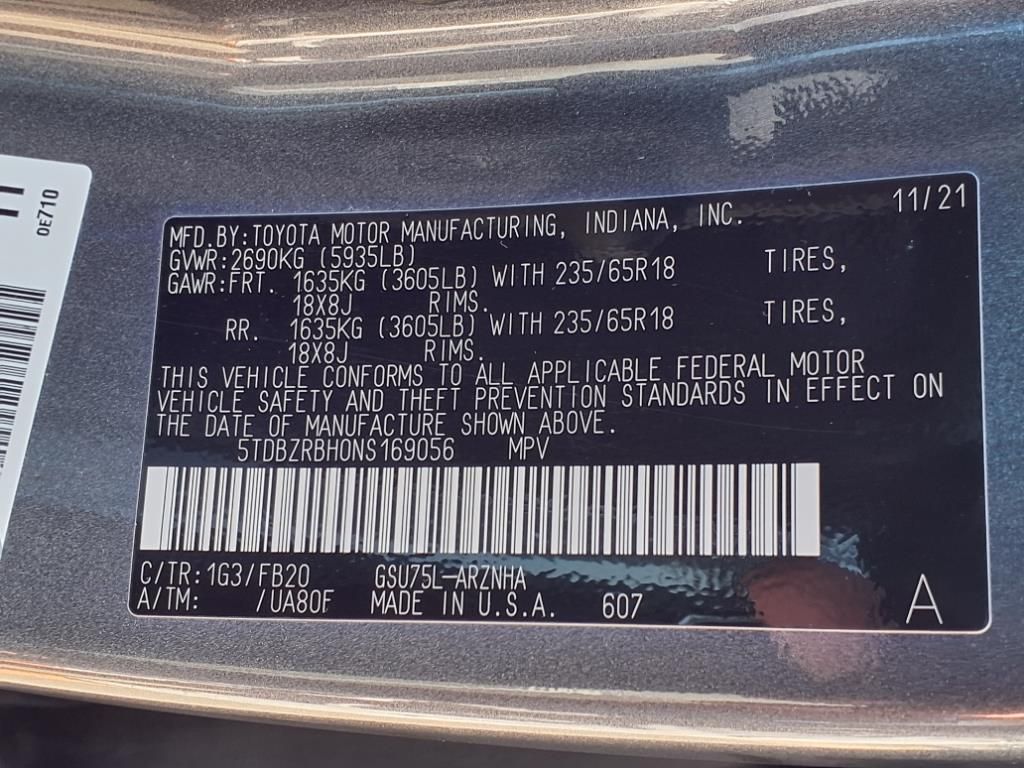 11/21
MFD.BY:TOYOTA MOTOR MANUFACTURING, INDIANA, INC.
GVWR:2690KG (5935LB)
GAWR:FRT. 1635KG (3605LB) WITH 235/65R18 TIRES,
18X8J RIMS.
RR. 1635KG (3605LB) WITH 235/65R18 TIRES,
18X8J RIMS.
THIS VEHICLE CONFORMS TO ALL APPLICABLE FEDERAL MOTOR
VEHICLE SAFETY AND THEFT PREVENTION STANDARDS IN EFFECT ON
THE DATE OF MANUFACTURE SHOWN ABOVE.
5TDBZRBH0NS169056 MPV
C/TR:1G3/FB20 GSU75L-ARZNHA
A/TM: /UA80F MADE IN U.S.A. 607 A
0E710